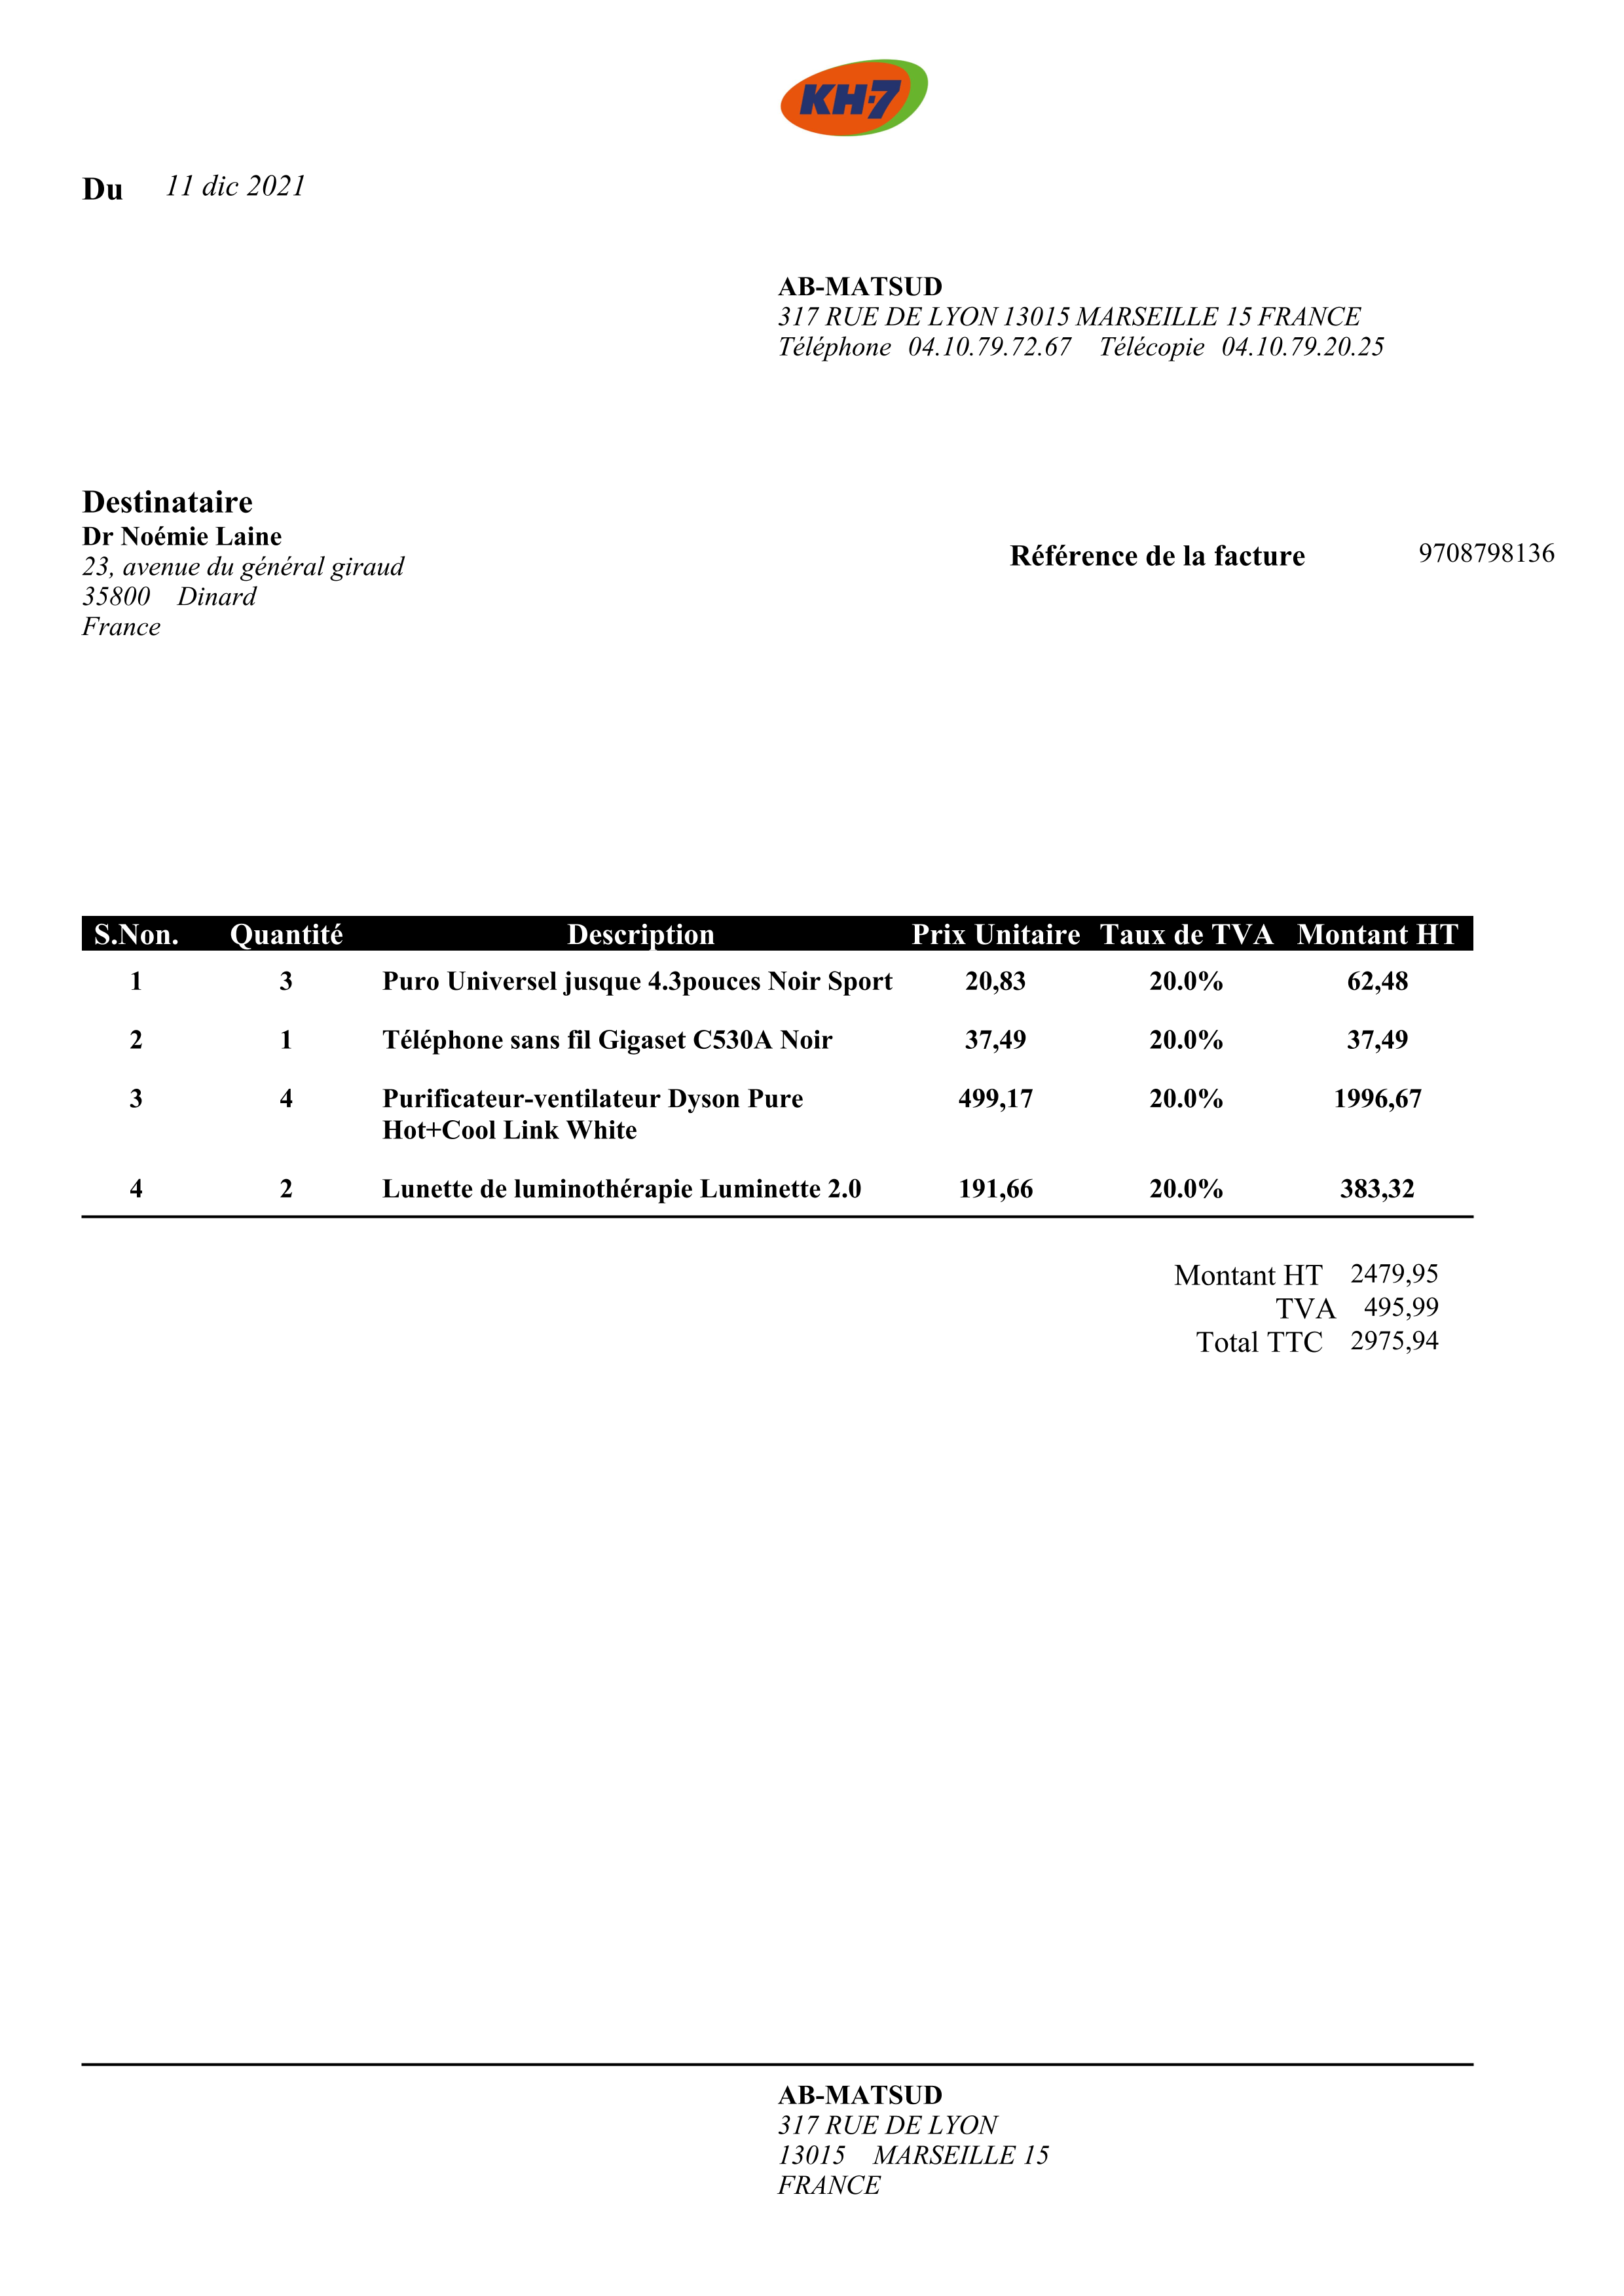 KH-7
Du 11 dic 2021
AB-MATSUD
317 RUE DE LYON 13015 MARSEILLE 15 FRANCE
Téléphone 04.10.79.72.67 Télécopie 04.10.79.20.25
Destinataire
Dr Noémie Laine
23, avenue du général giraud
35800 Dinard
France
Référence de la facture 9708798136
S.Non. Quantité Description Prix Unitaire Taux de TVA Montant HT
1 3 Puro Universel jusque 4.3pouces Noir Sport 20,83 20.0% 62,48
2 1 Téléphone sans fil Gigaset C530A Noir 37,49 20.0% 37,49
3 4 Purificateur-ventilateur Dyson Pure 499,17 20.0% 1996,67
Hot+Cool Link White
4 2 Lunette de luminothérapie Luminette 2.0 191,66 20.0% 383,32
Montant HT 2479,95
TVA 495,99
Total TTC 2975,94
AB-MATSUD
317 RUE DE LYON
13015 MARSEILLE 15
FRANCE